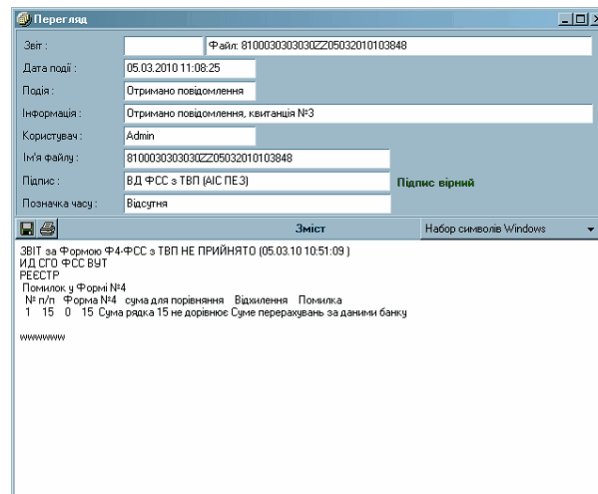 Перегляд
Звіт : Файл: 8100030303030ZZ05032010103848
Дата події : 05.03.2010 11:08:25
Подія : Отримано повідомлення
Інформація : Отримано повідомлення, квитанція №3
Користувач : Admin
Ім'я файлу : 8100030303030ZZ05032010103848
Підпис : ВД ФСС з ТВП (АІС ПЕЗ) Підпис вірний
Позначка часу : Відсутня
Зміст Набор символів Windows
ЗВІТ за Формою Ф4-ФСС з ТВП НЕ ПРИЙНЯТО (05.03.10 10:51:09 )
ИД СГО ФСС ВУТ
РЕЄСТР
Помилок у Формі №4
№ п/п Форма №4 сума для порівняння Відхилення Помилка
1 15 0 15 Сума рядка 15 не дорівнює Суме перерахувань за даними банку
wwwwwww